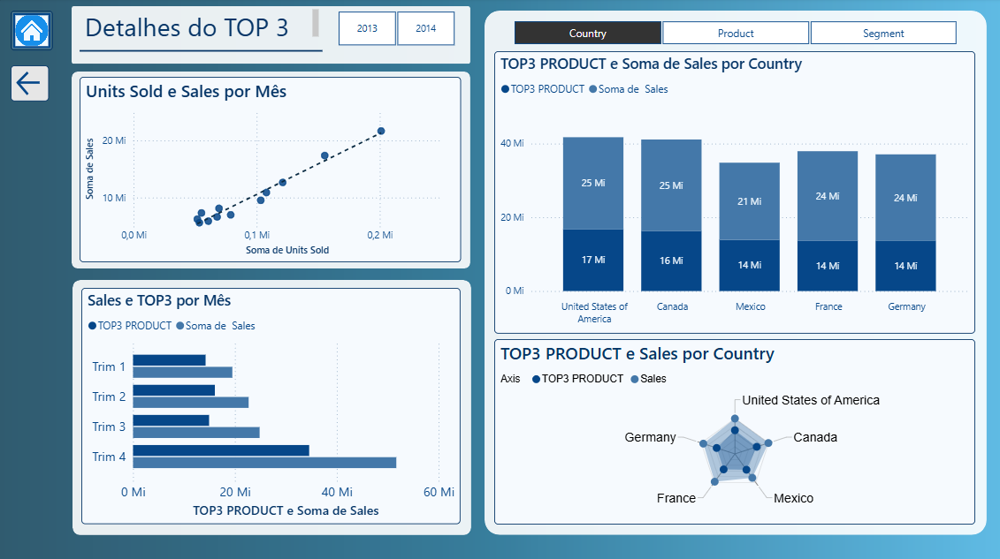 Detalhes do TOP 3
2013
2014
Units Sold e Sales por Mês
Soma de Sales
20 Mi
10 Mi
0,0 Mi
0,1 Mi
0,2 Mi
Soma de Units Sold
Sales e TOP3 por Mês
TOP3 PRODUCT
Soma de Sales
Trim 1
Trim 2
Trim 3
Trim 4
0 Mi
20 Mi
40 Mi
60 Mi
TOP3 PRODUCT e Soma de Sales
Country
Product
Segment
TOP3 PRODUCT e Soma de Sales por Country
TOP3 PRODUCT
Soma de Sales
40 Mi
20 Mi
0 Mi
25 Mi
25 Mi
21 Mi
24 Mi
24 Mi
17 Mi
16 Mi
14 Mi
14 Mi
14 Mi
United States of
America
Canada
Mexico
France
Germany
TOP3 PRODUCT e Sales por Country
Axis
TOP3 PRODUCT
Sales
United States of America
Germany
Canada
France
Mexico